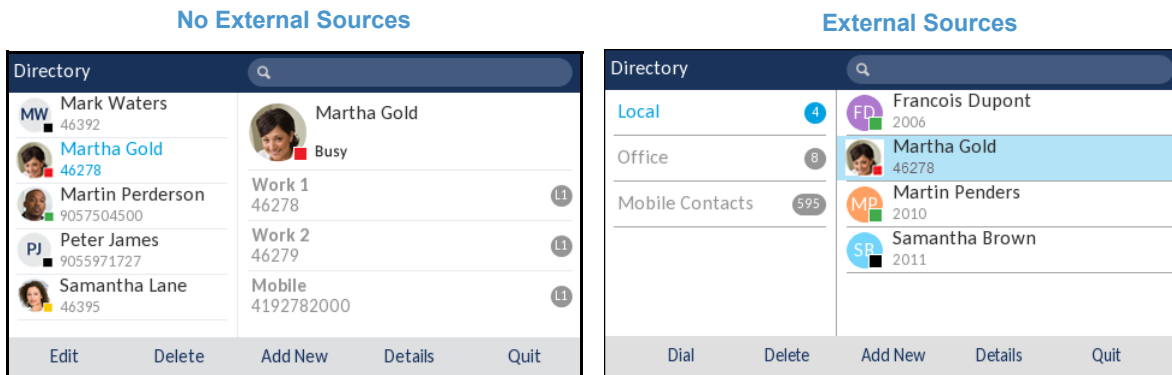 No External Sources
Directory
MW
Mark Waters
46392
Martha Gold
46278
Martin Perderson
9057504500
PJ
Peter James
9055971727
Samantha Lane
46395
Martha Gold
Busy
Work 1
46278
L1
Work 2
46279
L1
Mobile
4192782000
L1
Edit Delete Add New Details Quit
External Sources
Directory
Local 4
Office 8
Mobile Contacts 595
FD
Francois Dupont
2006
Martha Gold
46278
MP
Martin Penders
2010
SB
Samantha Brown
2011
Dial Delete Add New Details Quit